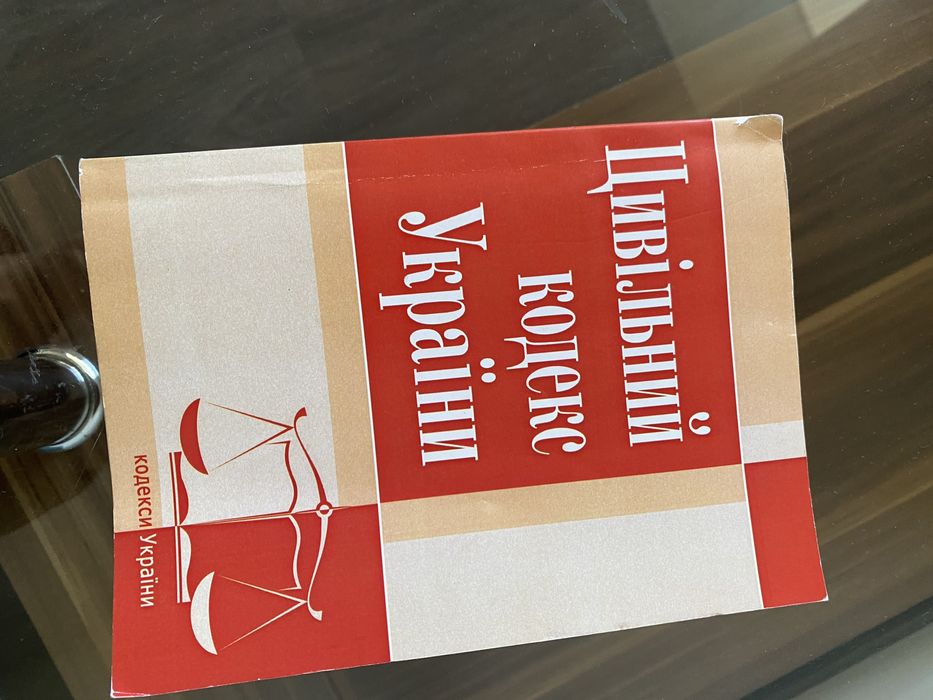 Цивільний
кодекс
України
кодекси України